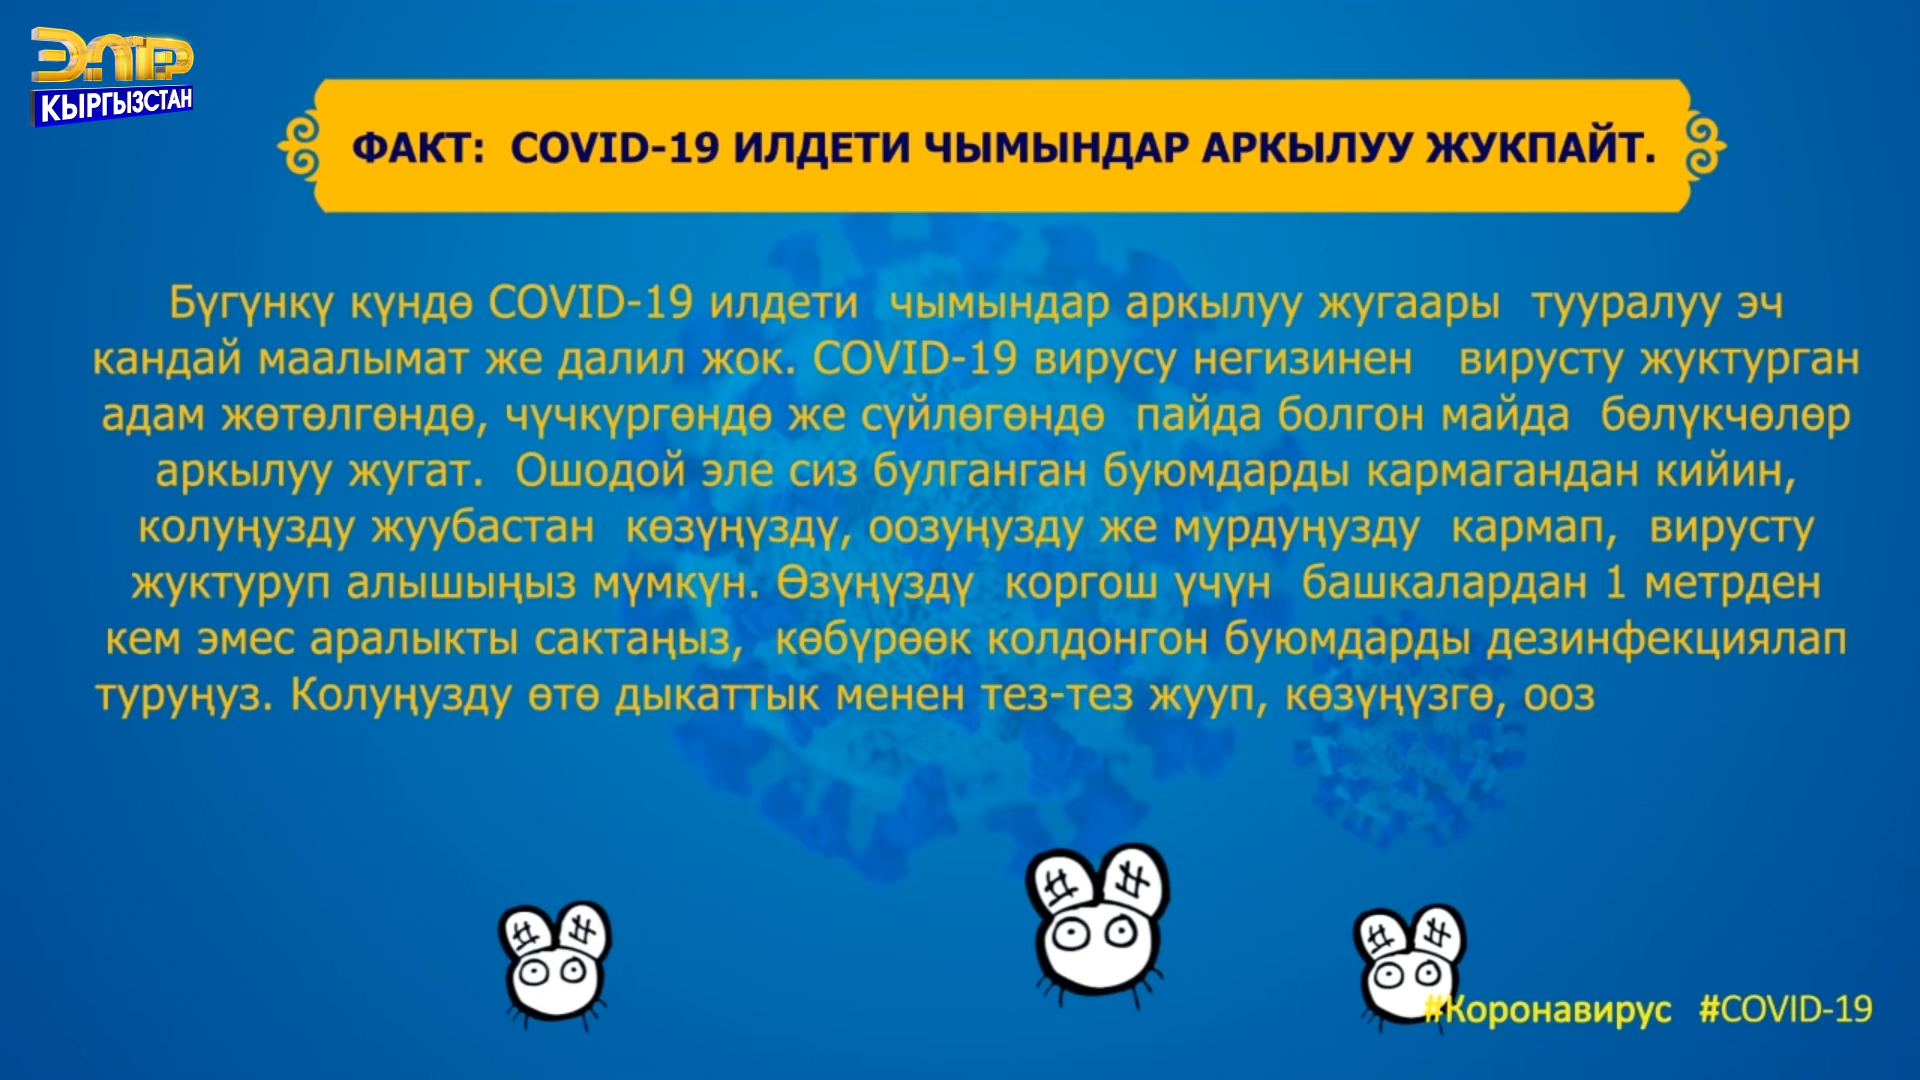 ЭЛТР
КЫРГЫЗСТАН
ФАКТ: COVID-19 ИЛДЕТИ ЧЫМЫНДАР АРКЫЛУУ ЖУКПАЙТ.
Бүгүнкү күндө COVID-19 илдети чымындар аркылуу жугаары тууралуу эч
кандай маалымат же далил жок. COVID-19 вирусу негизинен вирусту жуктурган
адам жөтөлгөндө, чүчкүргөндө же сүйлөгөндө пайда болгон майда бөлүкчөлөр
аркылуу жугат. Ошодой эле сиз булганган буюмдарды кармагандан кийин,
колуңузду жуубастан көзүңүздү, оозуңузду же мурдуңузду кармап, вирусту
жуктуруп алышыңыз мүмкүн. Өзүңүздү коргош үчүн башкалардан 1 метрден
кем эмес аралыкты сактаңыз, көбүрөөк колдонгон буюмдарды дезинфекциялап
туруңуз. Колуңузду өтө дыкаттык менен тез-тез жууп, көзүңүзгө, ооз
#Коронавирус #COVID-19